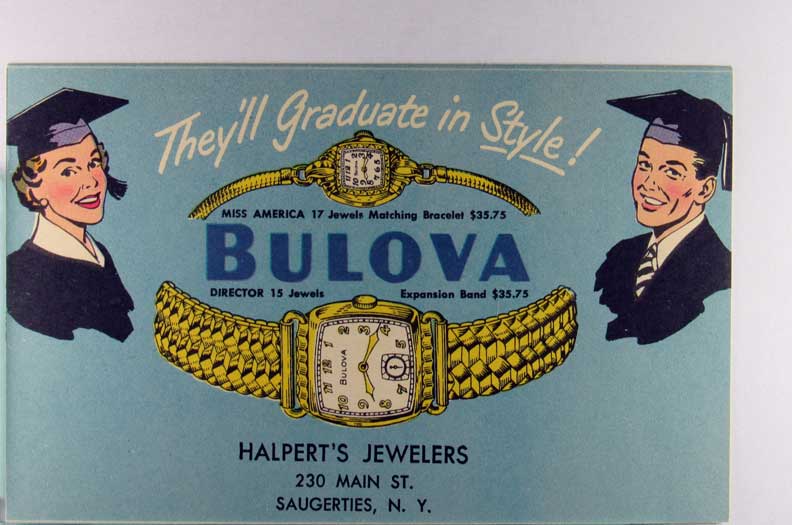 They'll Graduate in Style!
MISS AMERICA 17 Jewels Matching Bracelet $35.75
BULOVA
DIRECTOR 15 Jewels Expansion Band $35.75
BULOVA
HALPERT'S JEWELERS
230 MAIN ST.
SAUGERTIES, N. Y.